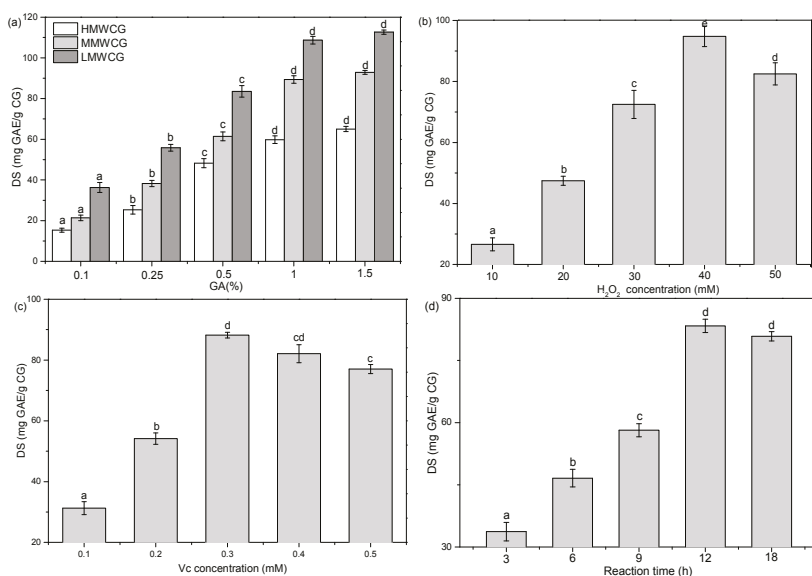 (a)
HMWCG
MMWCG
LMWCG
DS (mg GAE/g CG)
120
100
80
60
40
20
0
a a a
b b b
c c c
d d d
d d d
0.1 0.25 0.5 1 1.5
GA(%)
(b)
DS (mg GAE/g CG)
100
80
60
40
20
a b c e d
10 20 30 40 50
H₂O₂ concentration (mM)
(c)
DS (mg GAE/g CG)
100
80
60
40
20
a b d cd c
0.1 0.2 0.3 0.4 0.5
Vc concentration (mM)
(d)
DS (mg GAE/g CG)
90
60
30
a b c d d
3 6 9 12 18
Reaction time (h)